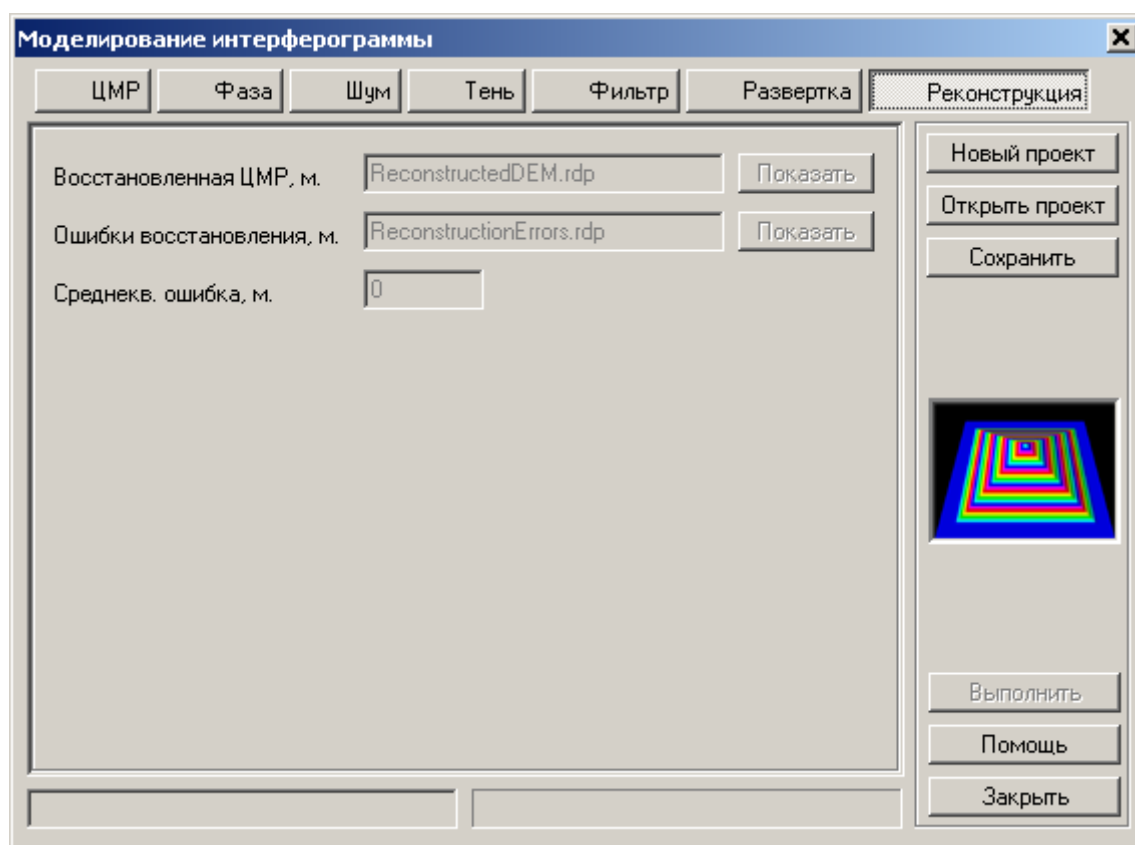 Моделирование интерферограммы
ЦМР Фаза Шум Тень Фильтр Развертка Реконструкция
Восстановленная ЦМР, м. ReconstructedDEM.rdp Показать
Ошибки восстановления, м. ReconstructionErrors.rdp Показать
Среднекв. ошибка, м. 0
Новый проект
Открыть проект
Сохранить
Выполнить
Помощь
Закрыть